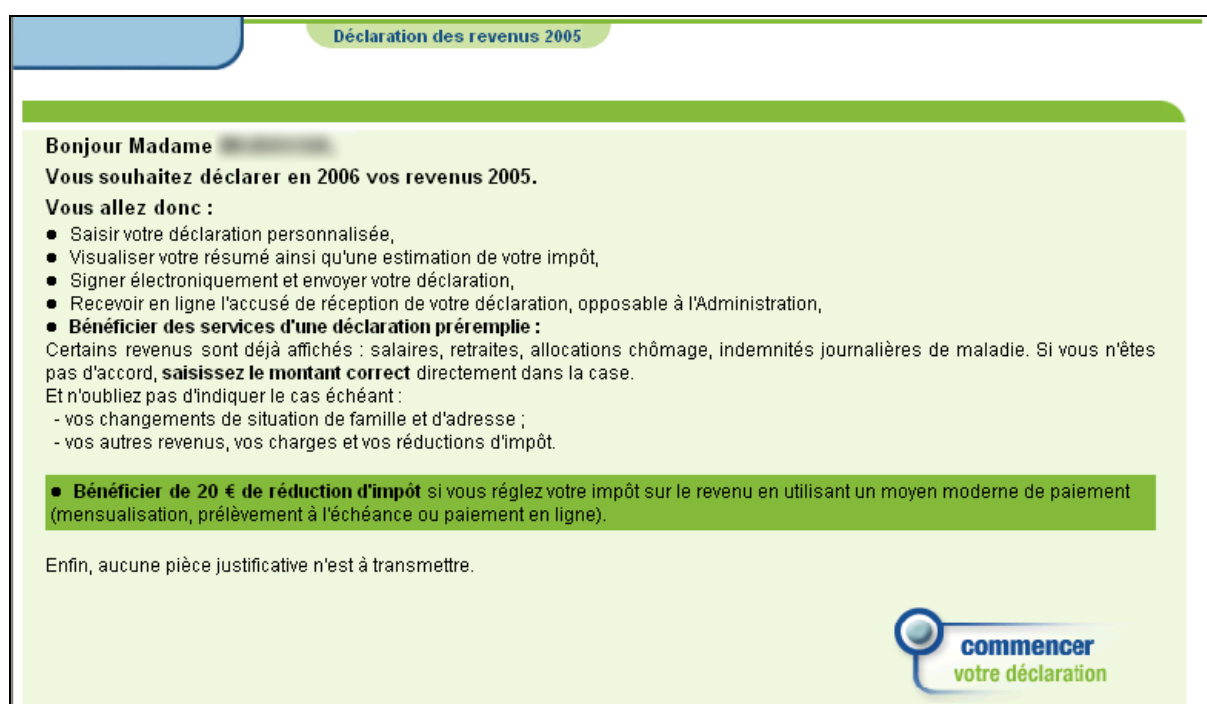 Déclaration des revenus 2005
Bonjour Madame
Vous souhaitez déclarer en 2006 vos revenus 2005.
Vous allez donc :
● Saisir votre déclaration personnalisée,
● Visualiser votre résumé ainsi qu'une estimation de votre impôt,
● Signer électroniquement et envoyer votre déclaration,
● Recevoir en ligne l'accusé de réception de votre déclaration, opposable à l'Administration,
● Bénéficier des services d'une déclaration préremplie :
Certains revenus sont déjà affichés : salaires, retraites, allocations chômage, indemnités journalières de maladie. Si vous n'êtes
pas d'accord, saisissez le montant correct directement dans la case.
Et n'oubliez pas d'indiquer le cas échéant :
- vos changements de situation de famille et d'adresse ;
- vos autres revenus, vos charges et vos réductions d'impôt.
● Bénéficier de 20 € de réduction d'impôt si vous réglez votre impôt sur le revenu en utilisant un moyen moderne de paiement
(mensualisation, prélèvement à l'échéance ou paiement en ligne).
Enfin, aucune pièce justificative n'est à transmettre.
commencer
votre déclaration